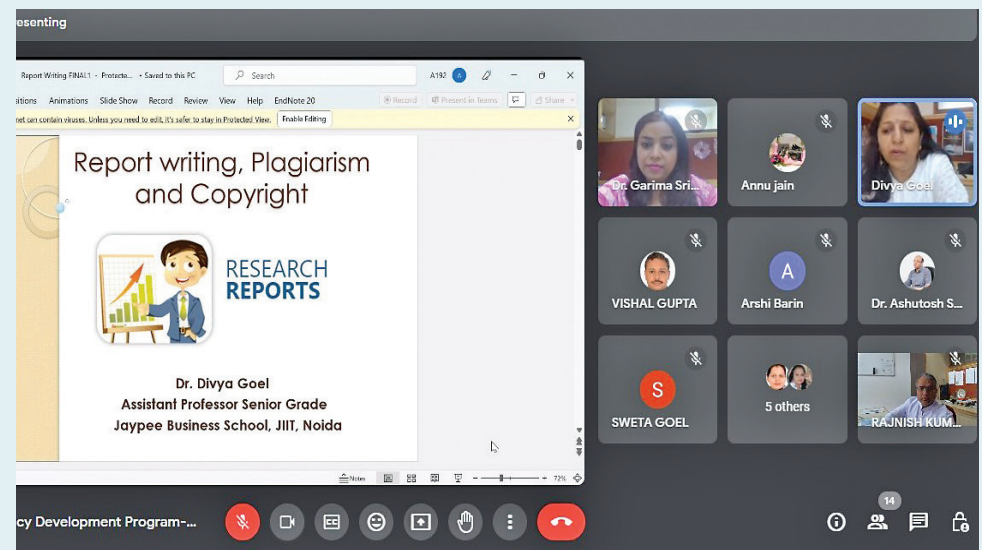 esenting
Report Writing FINAL1 - Protecte... • Saved to this PC
Search
A192
A
sitions Animations Slide Show Record Review View Help EndNote 20
Record
Present in Teams
Share
net can contain viruses. Unless you need to edit, it's safer to stay in Protected View.
Enable Editing
Report writing, Plagiarism
and Copyright
RESEARCH
REPORTS
Dr. Divya Goel
Assistant Professor Senior Grade
Jaypee Business School, JIIT, Noida
Notes
72%
Dr. Garima Sri...
Annu jain
Divya Goel
VISHAL GUPTA
A
Arshi Barin
Dr. Ashutosh S...
S
SWETA GOEL
5 others
RAJNISH KUM...
cy Development Program-...
CC
14